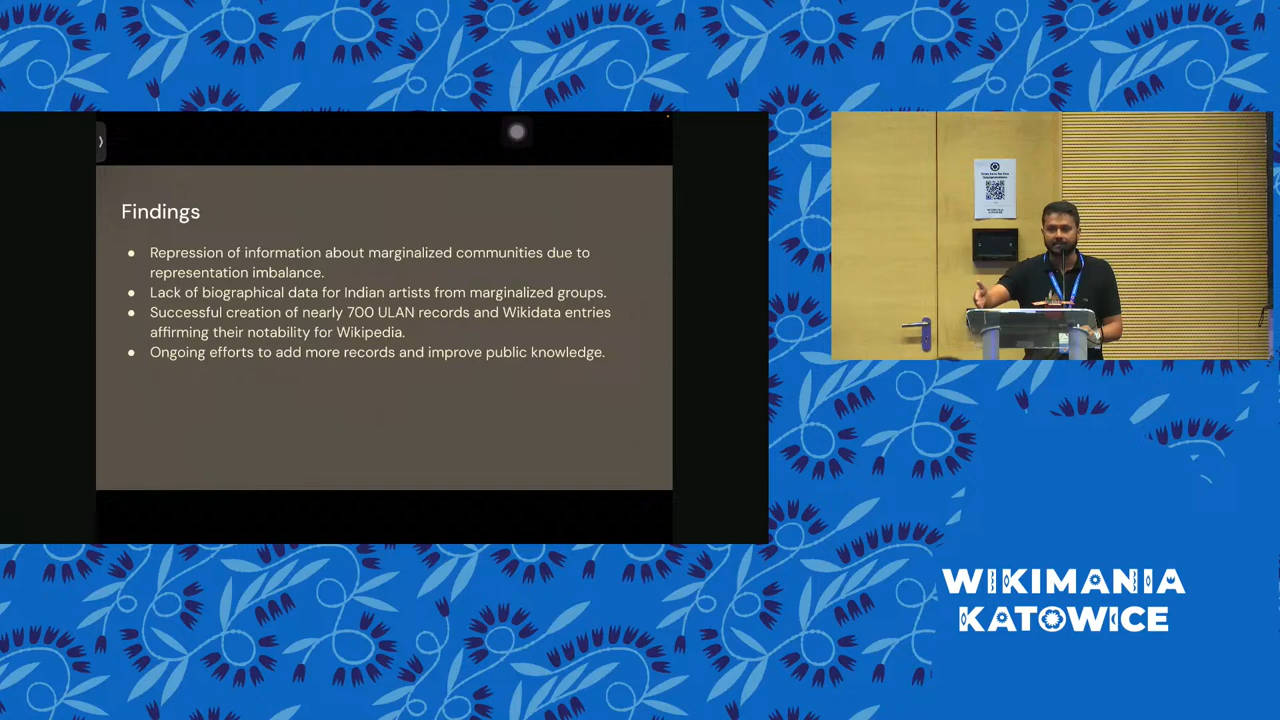 Findings
● Repression of information about marginalized communities due to
representation imbalance.
● Lack of biographical data for Indian artists from marginalized groups.
● Successful creation of nearly 700 ULAN records and Wikidata entries
affirming their notability for Wikipedia.
● Ongoing efforts to add more records and improve public knowledge.
WIKIMANIA
KATOWICE